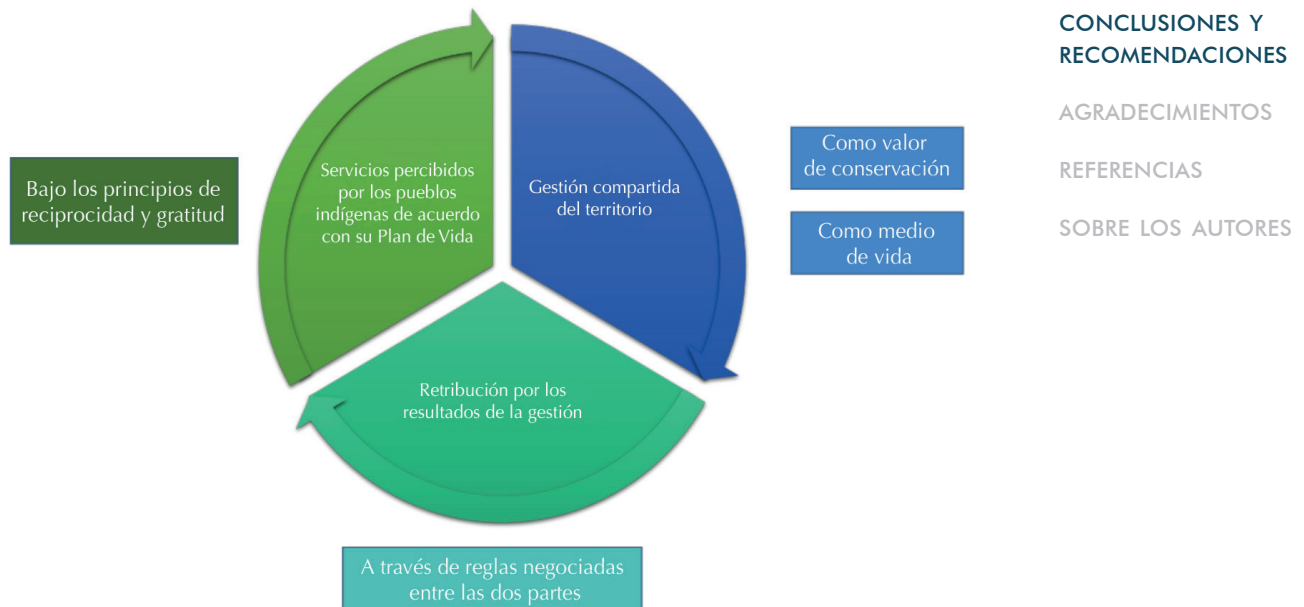 Bajo los principios de
reciprocidad y gratitud
Servicios percibidos
por los pueblos
indígenas de acuerdo
con su Plan de Vida
Gestión compartida
del territorio
Como valor
de conservación
Como medio
de vida
Retribución por los
resultados de la gestión
A través de reglas negociadas
entre las dos partes
CONCLUSIONES Y
RECOMENDACIONES
AGRADECIMIENTOS
REFERENCIAS
SOBRE LOS AUTORES